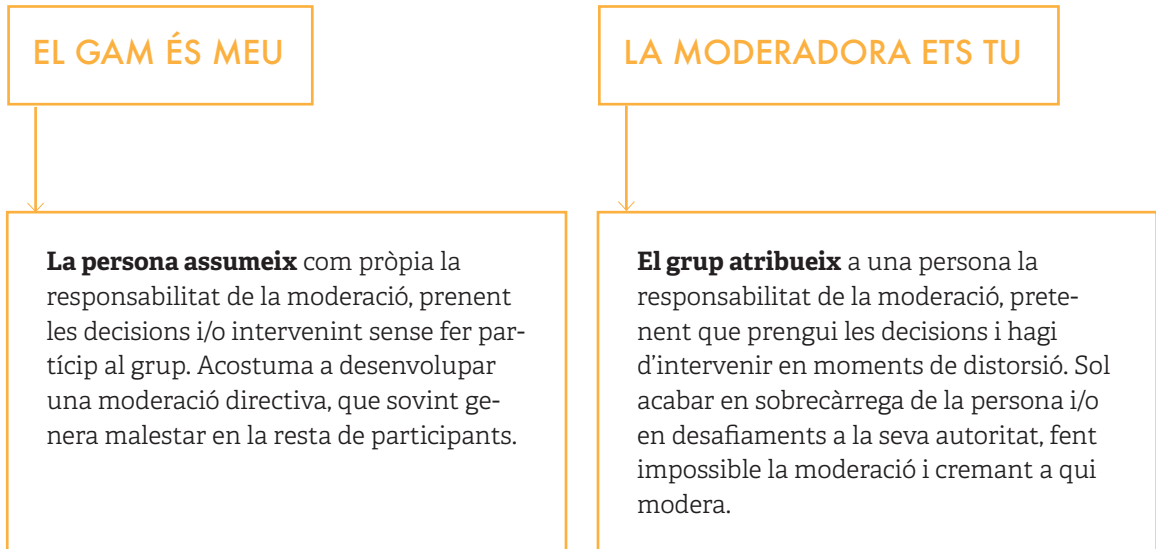 EL GAM ÉS MEU
La persona assumeix com pròpia la
responsabilitat de la moderació, prenent
les decisions i/o intervenint sense fer par-
tícip al grup. Acostuma a desenvolupar
una moderació directiva, que sovint ge-
nera malestar en la resta de participants.
LA MODERADORA ETS TU
El grup atribueix a una persona la
responsabilitat de la moderació, prete-
nent que prengui les decisions i hagi
d’intervenir en moments de distorsió. Sol
acabar en sobrecàrrega de la persona i/o
en desafiaments a la seva autoritat, fent
impossible la moderació i cremant a qui
modera.